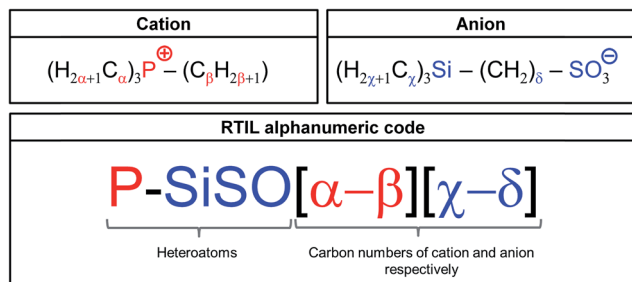 Cation
Anion
(H₂α₊₁Cα)₃P⊕ – (CβH₂β₊₁)
(H₂χ₊₁Cχ)₃Si – (CH₂)δ – SO₃⊖
RTIL alphanumeric code
P-SiSO[α–β][χ–δ]
Heteroatoms
Carbon numbers of cation and anion
respectively